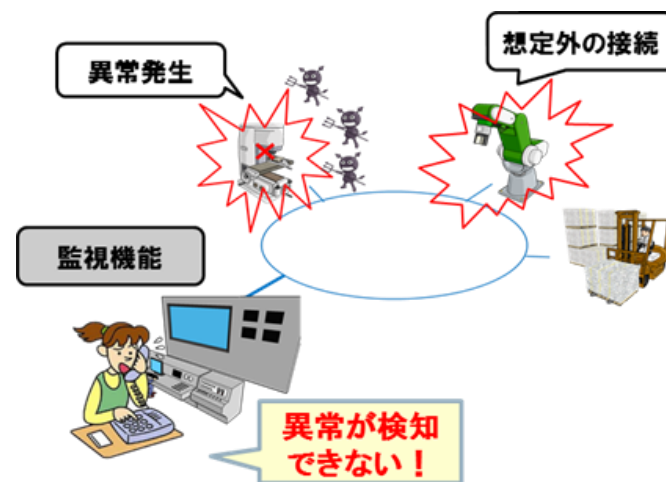 異常発生
想定外の接続
監視機能
異常が検知
できない！